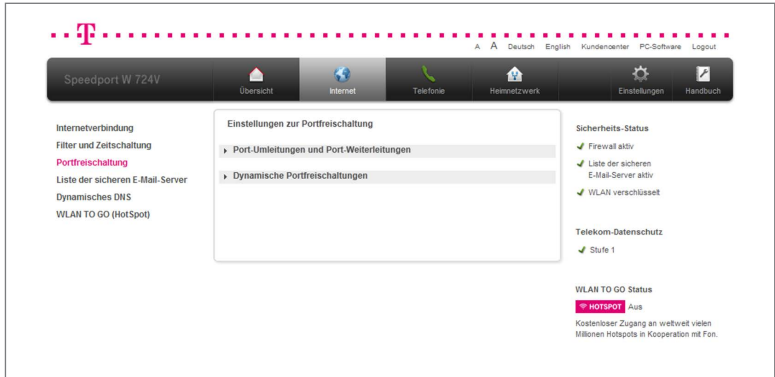 T
A A Deutsch English Kundencenter PC-Software Logout
Speedport W 724V
Übersicht Internet Telefonie Heimnetzwerk Einstellungen Handbuch
Internetverbindung
Filter und Zeitschaltung
Portfreischaltung
Liste der sicheren E-Mail-Server
Dynamisches DNS
WLAN TO GO (HotSpot)
Einstellungen zur Portfreischaltung
Port-Umleitungen und Port-Weiterleitungen
Dynamische Portfreischaltungen
Sicherheits-Status
Firewall aktiv
Liste der sicheren
E-Mail-Server aktiv
WLAN verschlüsselt
Telekom-Datenschutz
Stufe 1
WLAN TO GO Status
HOTSPOT Aus
Kostenloser Zugang an weltweit vielen
Millionen Hotspots in Kooperation mit Fon.